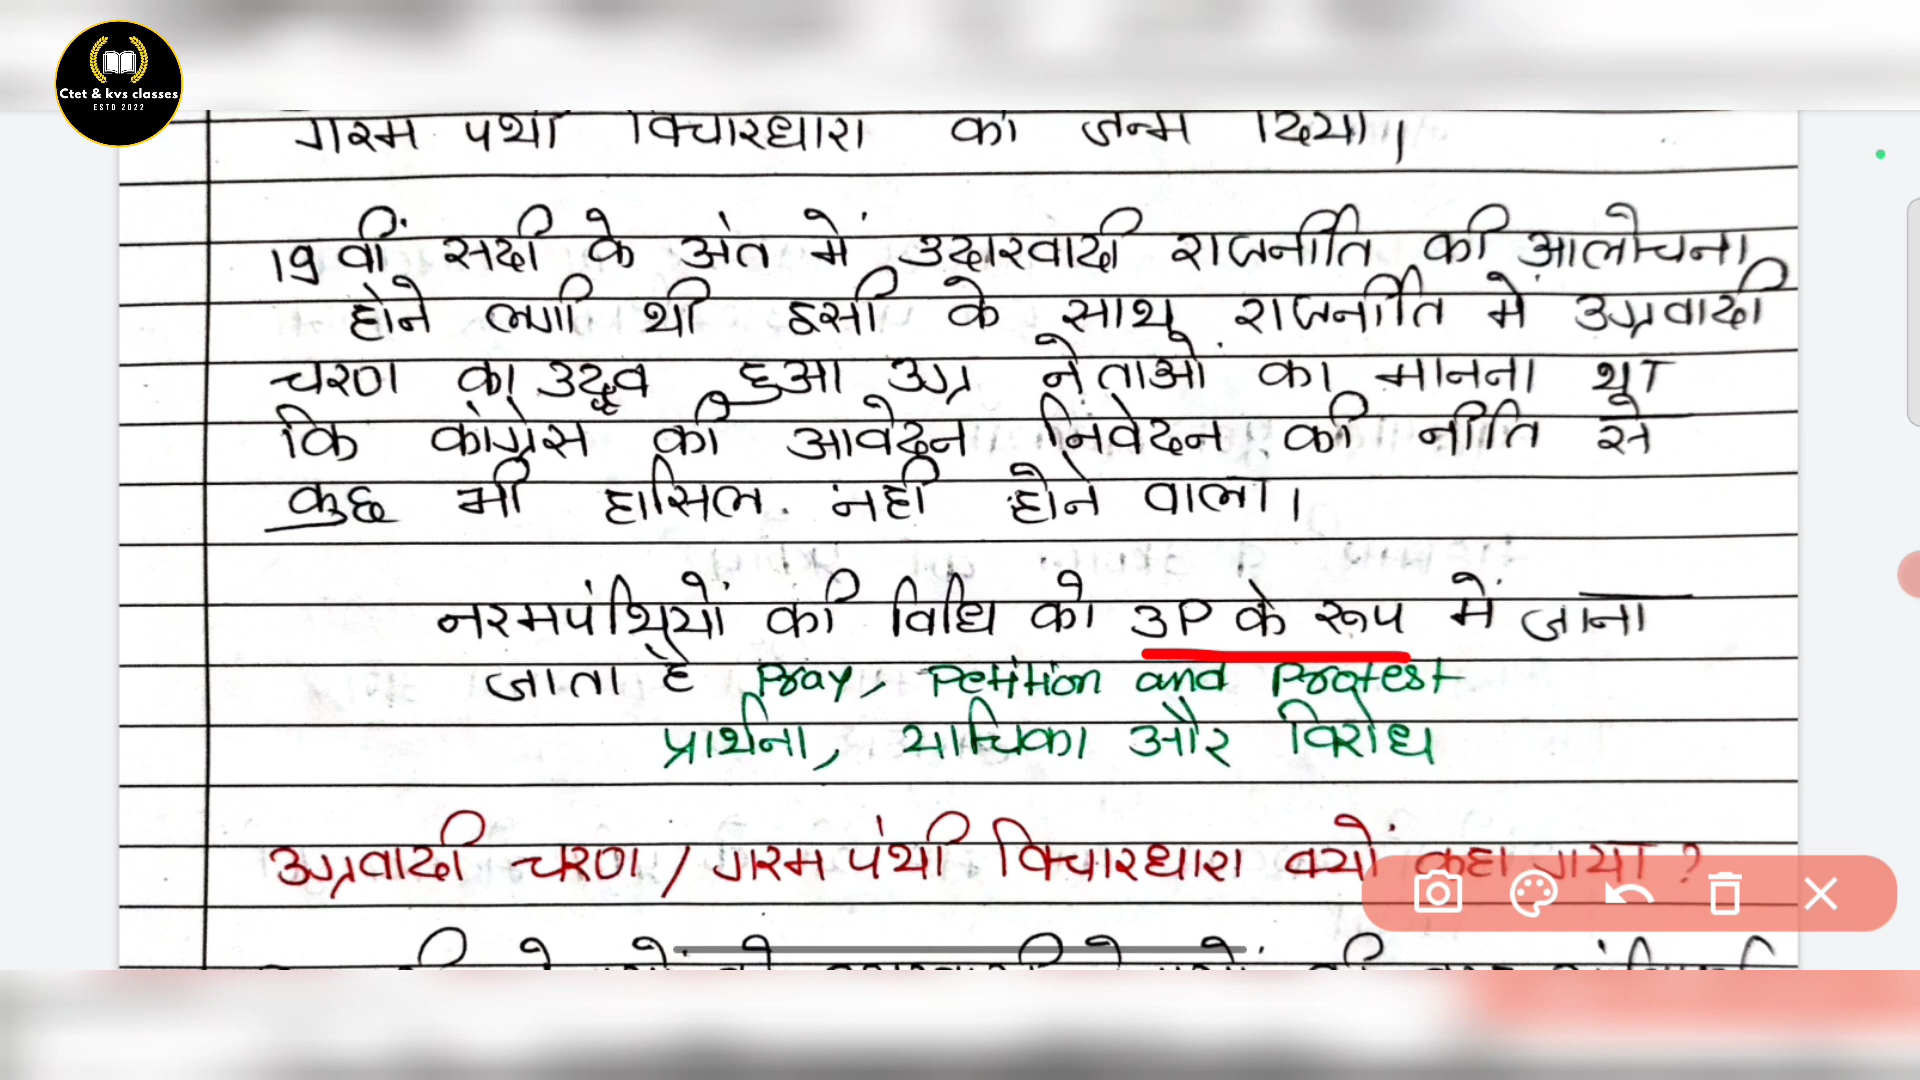 Ctet & kvs classes
ESTD 2022
गरम पंथी विचारधारा को जन्म दिया।
19वीं सदी के अंत में उदारवादी राजनीति की आलोचना
होने लगी थी इसी के साथ राजनीति में उग्रवादी
चरण का उद्भव हुआ उग्र नेताओं का मानना था
कि कांग्रेस की आवेदन निवेदन की नीति से
कुछ भी हासिल नहीं होने वाला।
नरमपंथियों की विधि को 3P के रूप में जाना
जाता है Pray, Petition and Protest
प्रार्थना, याचिका और विरोध
उग्रवादी चरण / गरम पंथी विचारधारा क्यों कहा गया ?